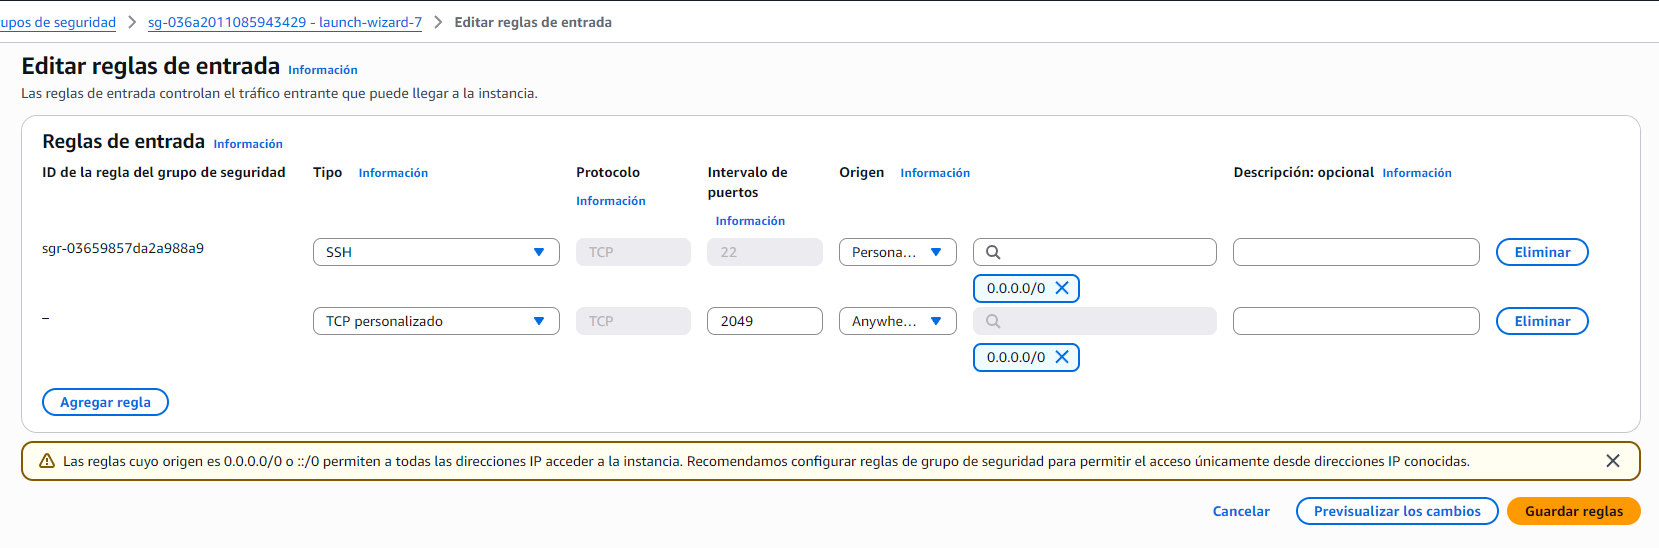 upos de seguridad > sg-036a2011085943429 - launch-wizard-7 > Editar reglas de entrada
Editar reglas de entrada Información
Las reglas de entrada controlan el tráfico entrante que puede llegar a la instancia.
Reglas de entrada Información
ID de la regla del grupo de seguridad Tipo Información Protocolo Información Intervalo de puertos Información Origen Información Descripción: opcional Información
sgr-03659857da2a988a9 SSH TCP 22 Persona... Eliminar
0.0.0.0/0
– TCP personalizado TCP 2049 Anywhe... Eliminar
0.0.0.0/0
Agregar regla
Las reglas cuyo origen es 0.0.0.0/0 o ::/0 permiten a todas las direcciones IP acceder a la instancia. Recomendamos configurar reglas de grupo de seguridad para permitir el acceso únicamente desde direcciones IP conocidas.
Cancelar Previsualizar los cambios Guardar reglas